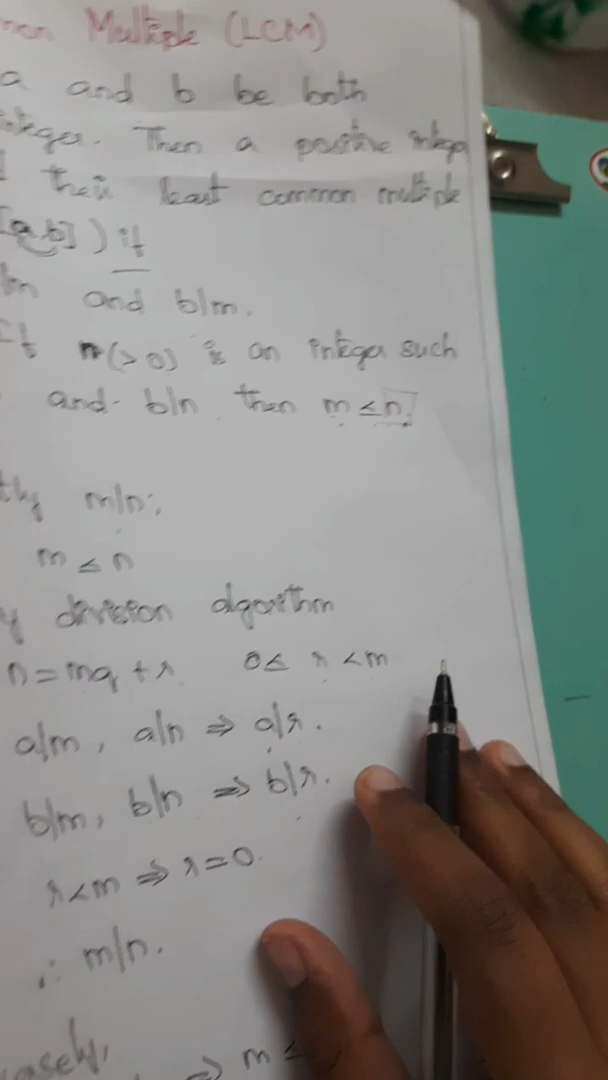 Multiple (LCM)
a and b be both
integer. Then a positive intege
their least common multiple
[a,b]) if
and b|m.
If n(>0) is an integer such
and b|n then m ≤ n.
m|n:
m ≤ n
division algorithm
n = mq + r 0 ≤ r < m
a|m, a|n ⇒ a|r.
b|m, b|n ⇒ b|r.
r<m ⇒ r=0.
∴ m|n.
⇒ m ≤